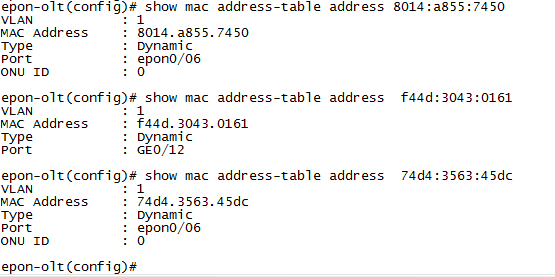 epon-olt(config)# show mac address-table address 8014:a855:7450
VLAN : 1
MAC Address : 8014.a855.7450
Type : Dynamic
Port : epon0/06
ONU ID : 0
epon-olt(config)# show mac address-table address  f44d:3043:0161
VLAN : 1
MAC Address : f44d.3043.0161
Type : Dynamic
Port : GE0/12
epon-olt(config)# show mac address-table address  74d4:3563:45dc
VLAN : 1
MAC Address : 74d4.3563.45dc
Type : Dynamic
Port : epon0/06
ONU ID : 0
epon-olt(config)#